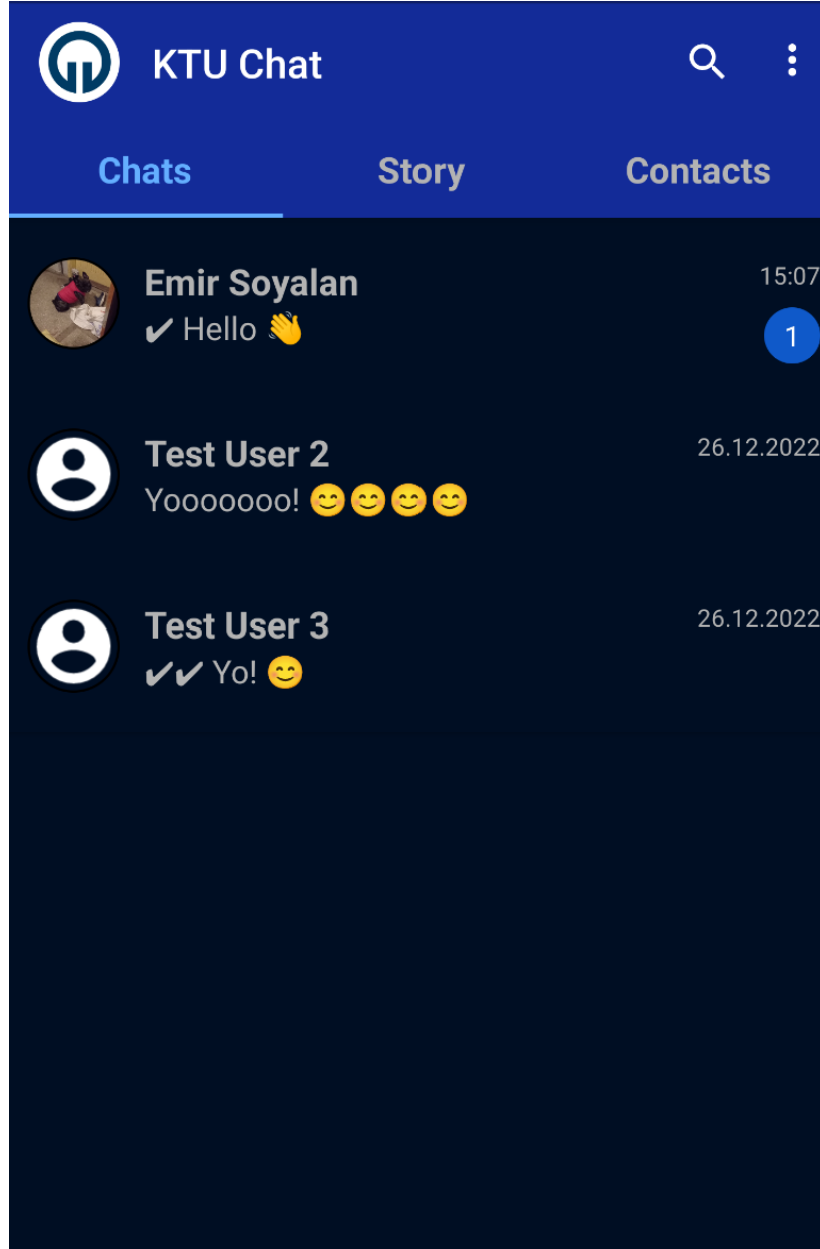 KTU Chat
Chats Story Contacts
Emir Soyalan 15:07
✔ Hello 👋 1
Test User 2 26.12.2022
Yooooooo! 😊😊😊😊
Test User 3 26.12.2022
✔✔ Yo! 😊